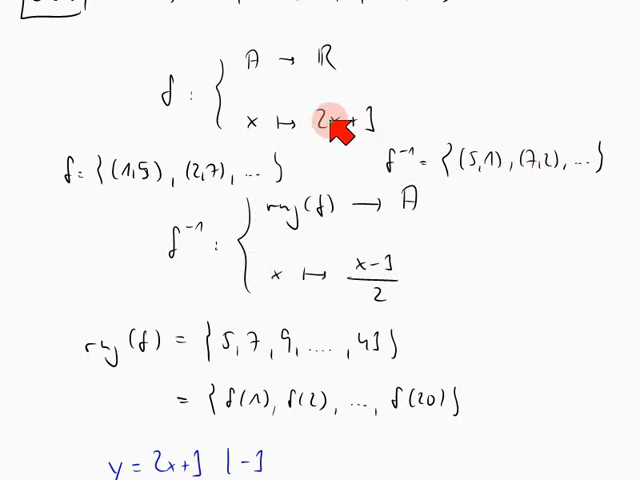 f : { A → ℝ
x ↦ 2x+1
f = {(1,5), (2,7), ...}
f⁻¹ = {(5,1), (7,2), ...}
f⁻¹ : { rng(f) → A
x ↦ (x-1)/2
rng(f) = {5, 7, 9, ...., 41}
= {f(1), f(2), ..., f(20)}
y = 2x+1 | -1